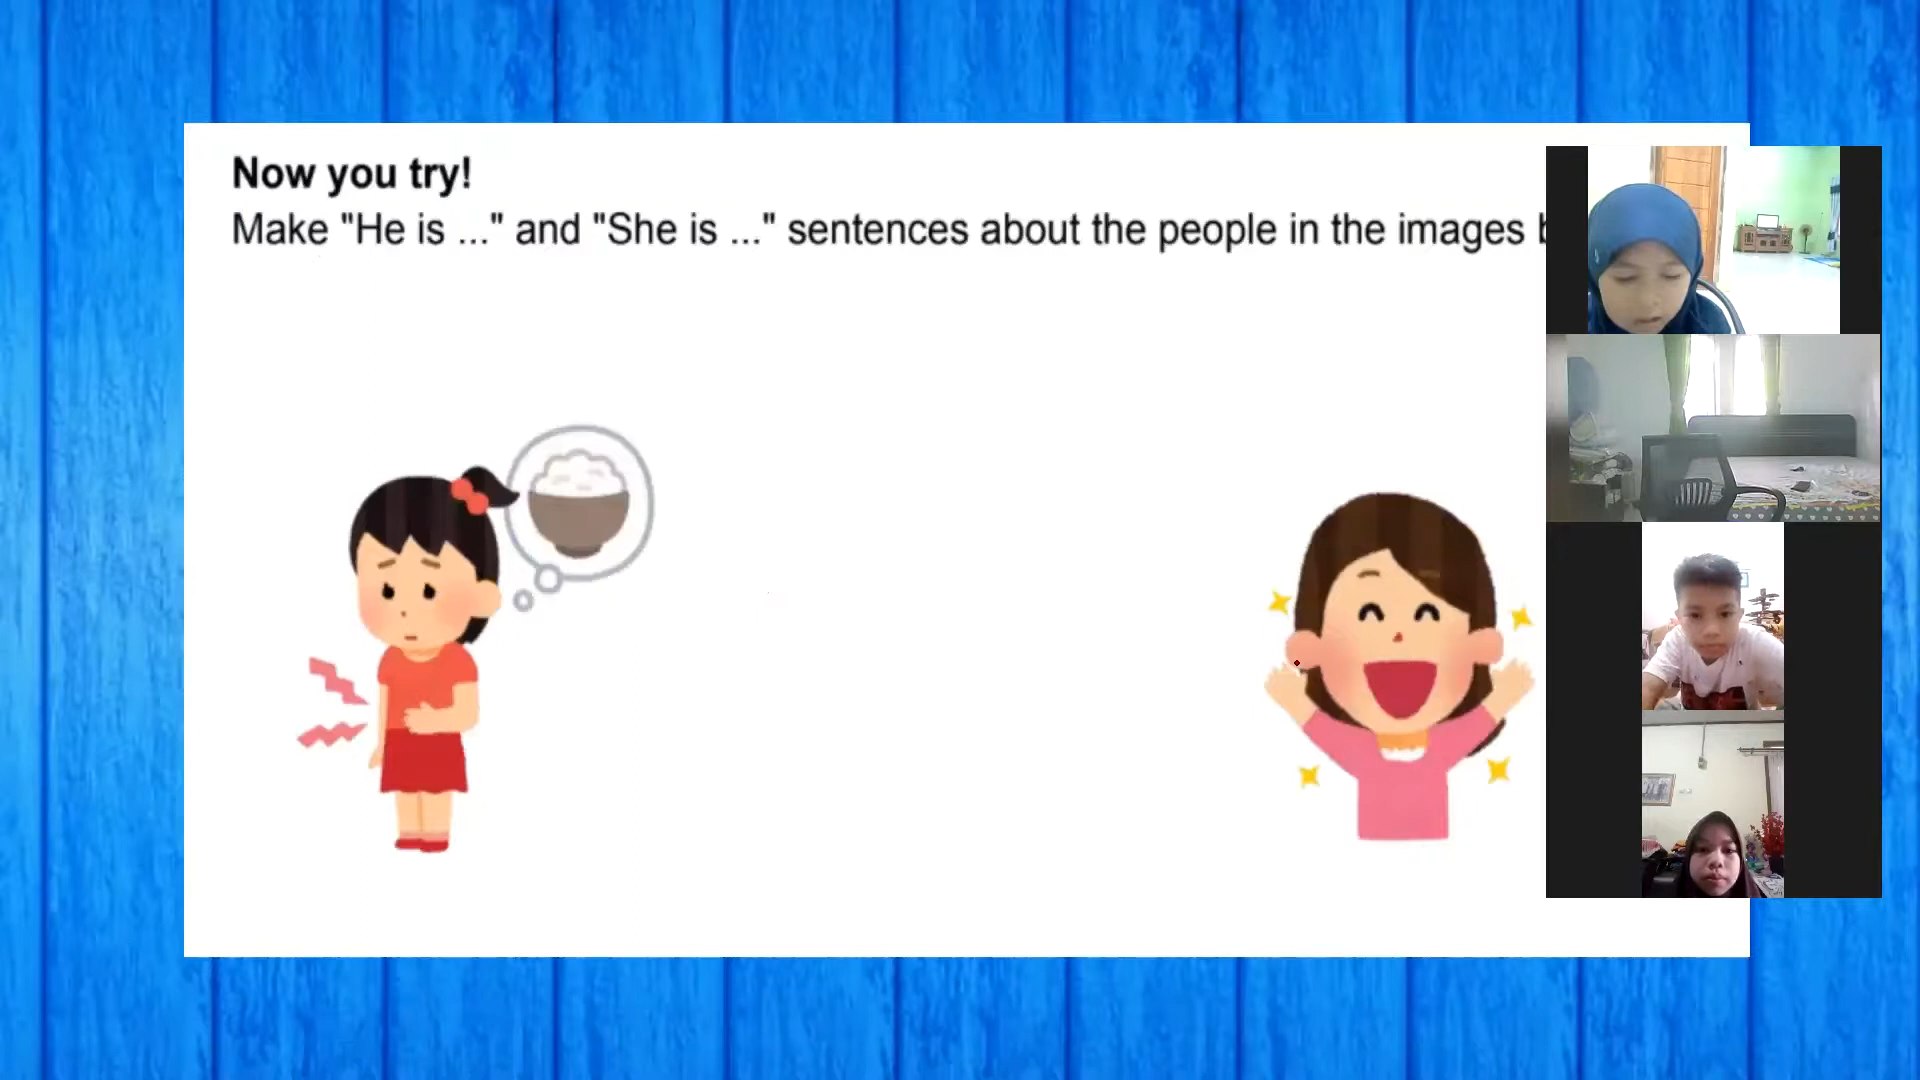 Now you try!
Make "He is ..." and "She is ..." sentences about the people in the images